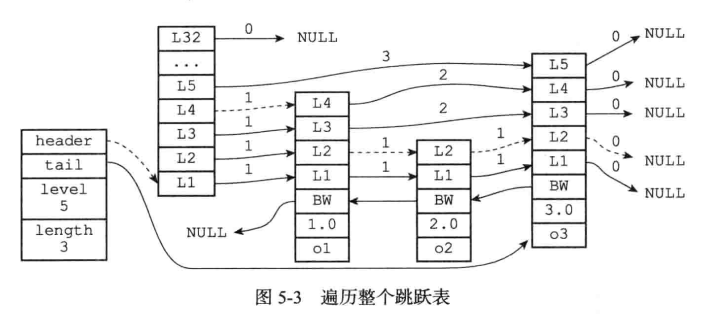 L32
0
NULL
...
L5
3
L4
1
L3
1
L2
1
L1
1
header
tail
level
5
length
3
L4
2
L3
2
L2
1
L1
1
BW
1.0
o1
NULL
L2
1
L1
1
BW
2.0
o2
L5
0
NULL
L4
0
NULL
L3
0
NULL
L2
0
NULL
L1
0
NULL
BW
3.0
o3
图 5-3 遍历整个跳跃表